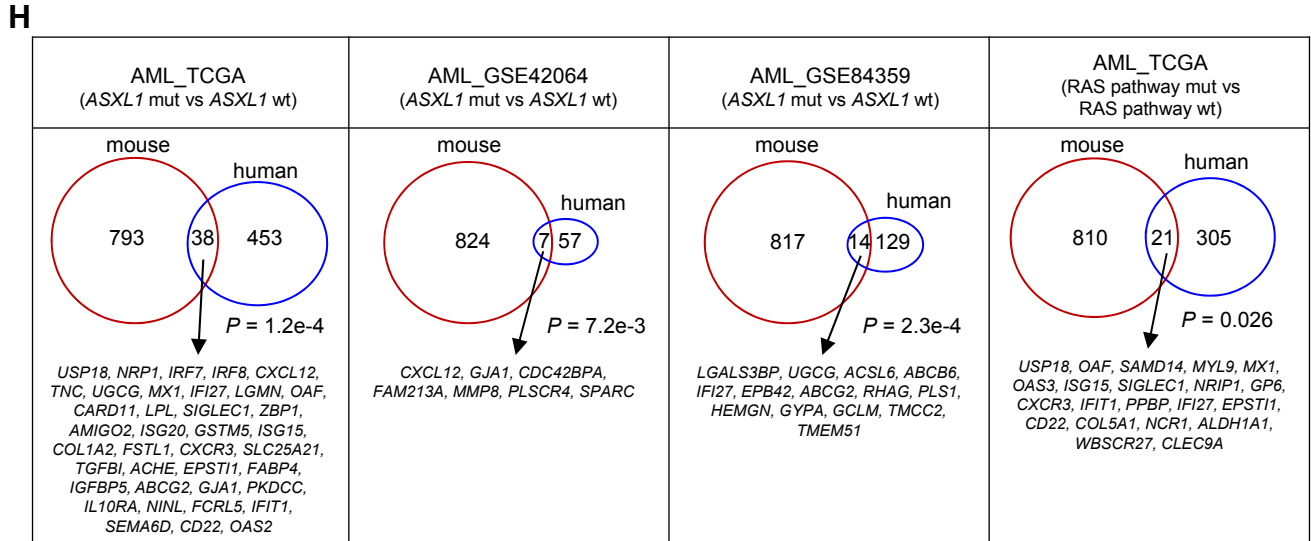 H
AML_TCGA
(ASXL1 mut vs ASXL1 wt)
mouse
human
793
38
453
P = 1.2e-4
USP18, NRP1, IRF7, IRF8, CXCL12,
TNC, UGCG, MX1, IFI27, LGMN, OAF,
CARD11, LPL, SIGLEC1, ZBP1,
AMIGO2, ISG20, GSTM5, ISG15,
COL1A2, FSTL1, CXCR3, SLC25A21,
TGFBI, ACHE, EPSTI1, FABP4,
IGFBP5, ABCG2, GJA1, PKDCC,
IL10RA, NINL, FCRL5, IFIT1,
SEMA6D, CD22, OAS2
AML_GSE42064
(ASXL1 mut vs ASXL1 wt)
mouse
human
824
7
57
P = 7.2e-3
CXCL12, GJA1, CDC42BPA,
FAM213A, MMP8, PLSCR4, SPARC
AML_GSE84359
(ASXL1 mut vs ASXL1 wt)
mouse
human
817
14
129
P = 2.3e-4
LGALS3BP, UGCG, ACSL6, ABCB6,
IFI27, EPB42, ABCG2, RHAG, PLS1,
HEMGN, GYPA, GCLM, TMCC2,
TMEM51
AML_TCGA
(RAS pathway mut vs
RAS pathway wt)
mouse
human
810
21
305
P = 0.026
USP18, OAF, SAMD14, MYL9, MX1,
OAS3, ISG15, SIGLEC1, NRIP1, GP6,
CXCR3, IFIT1, PPBP, IFI27, EPSTI1,
CD22, COL5A1, NCR1, ALDH1A1,
WBSCR27, CLEC9A